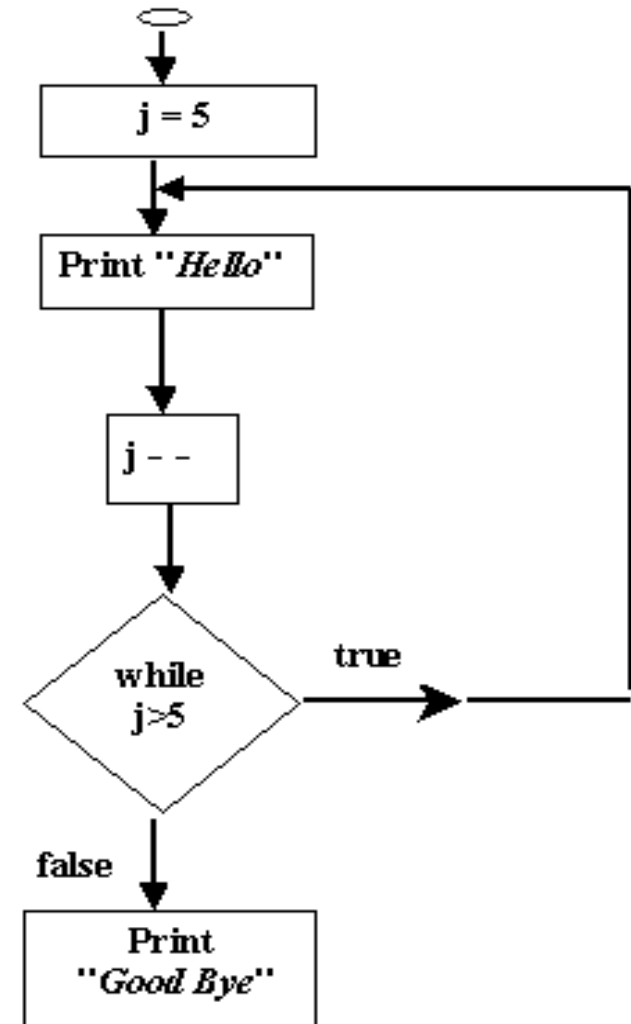 j = 5
Print "Hello"
j - -
while
j>5
true
false
Print
"Good Bye"